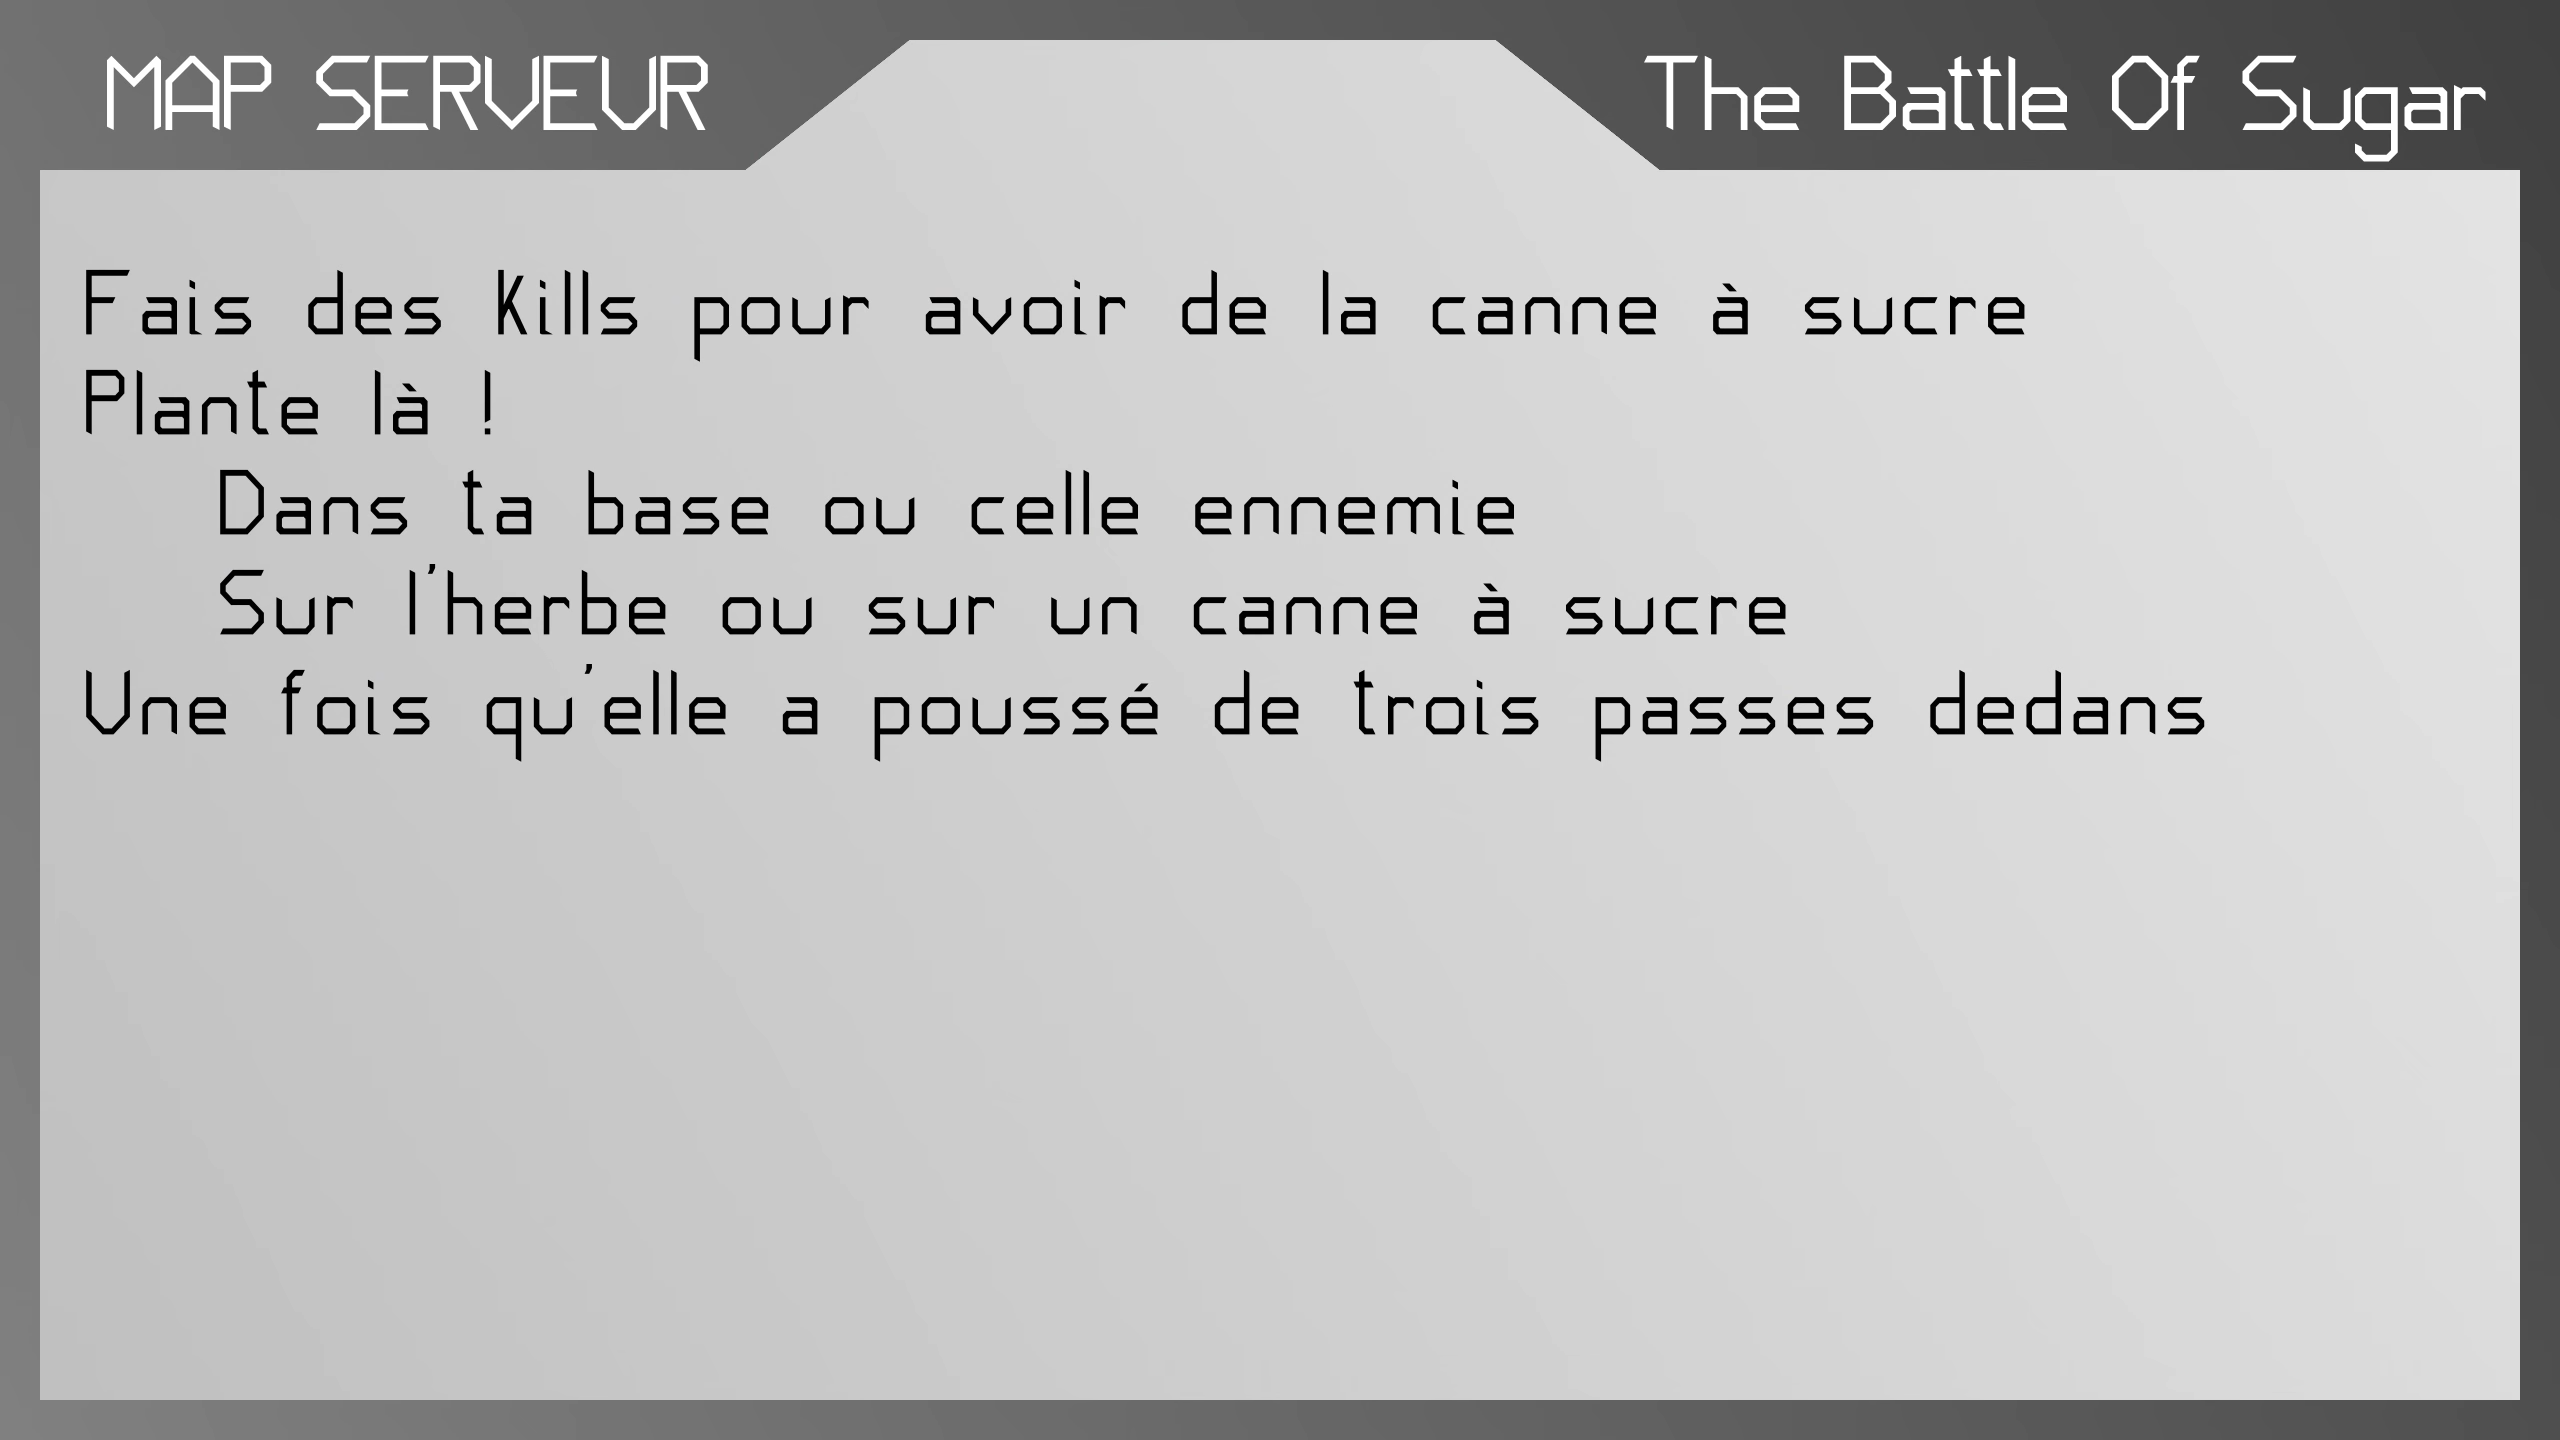 MAP SERVEUR
The Battle Of Sugar
Fais des kills pour avoir de la canne à sucre
Plante là !
Dans ta base ou celle ennemie
Sur l'herbe ou sur un canne à sucre
Une fois qu'elle a poussé de trois passes dedans